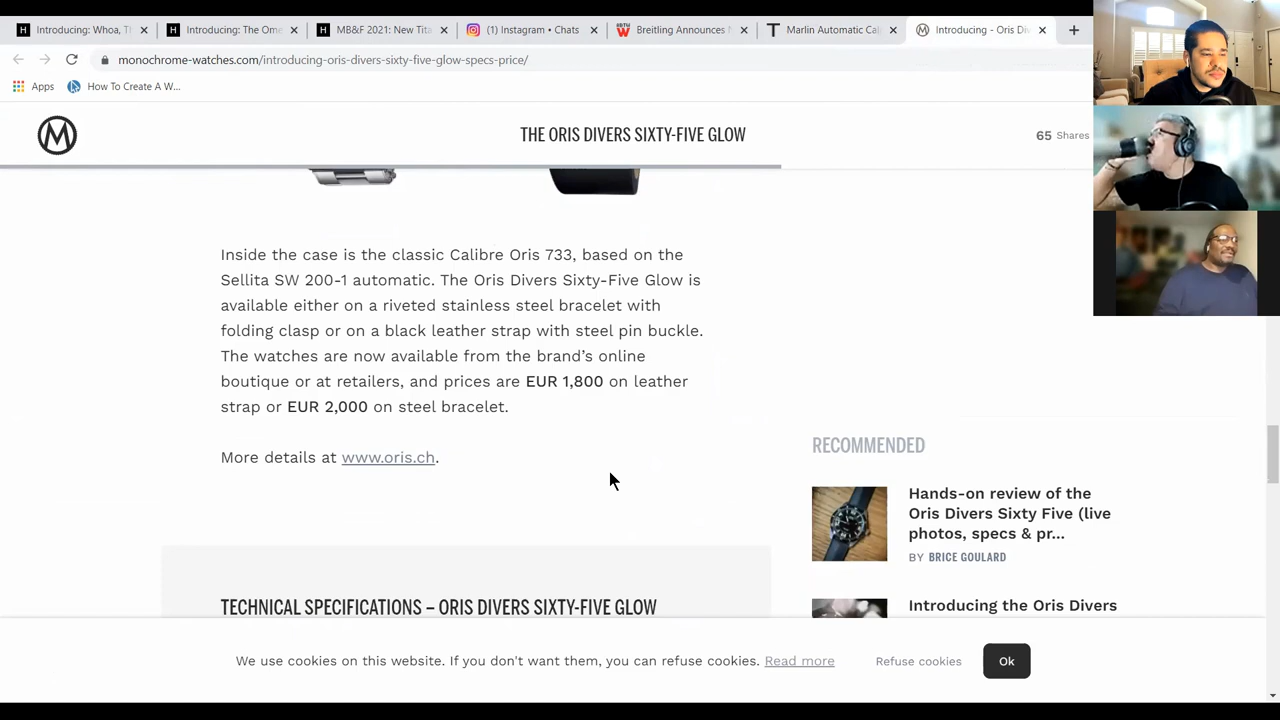 Introducing: Whoa, T
Introducing: The Ome
MB&F 2021: New Tita
(1) Instagram • Chats
Breitling Announces
Marlin Automatic Cal
Introducing - Oris Div
monochrome-watches.com/introducing-oris-divers-sixty-five-glow-specs-price/
Apps
How To Create A W...
M
THE ORIS DIVERS SIXTY-FIVE GLOW
65 Shares
Inside the case is the classic Calibre Oris 733, based on the
Sellita SW 200-1 automatic. The Oris Divers Sixty-Five Glow is
available either on a riveted stainless steel bracelet with
folding clasp or on a black leather strap with steel pin buckle.
The watches are now available from the brand’s online
boutique or at retailers, and prices are EUR 1,800 on leather
strap or EUR 2,000 on steel bracelet.
More details at www.oris.ch.
RECOMMENDED
Hands-on review of the
Oris Divers Sixty Five (live
photos, specs & pr...
BY BRICE GOULARD
Introducing the Oris Divers
TECHNICAL SPECIFICATIONS – ORIS DIVERS SIXTY-FIVE GLOW
We use cookies on this website. If you don't want them, you can refuse cookies. Read more
Refuse cookies
Ok